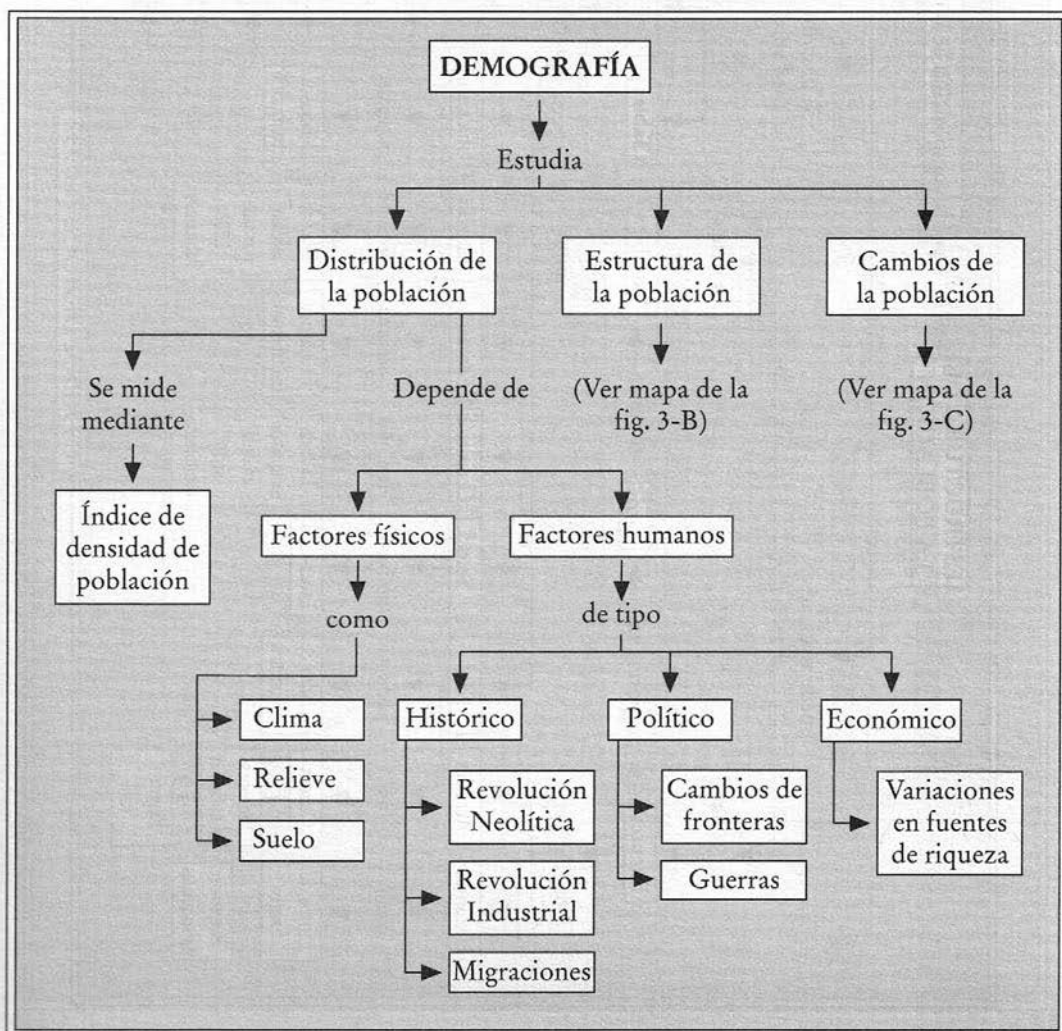 DEMOGRAFÍA
Estudia
Distribución de
la población
Estructura de
la población
Cambios de
la población
Se mide
mediante
Depende de
(Ver mapa de la
fig. 3-B)
(Ver mapa de la
fig. 3-C)
Índice de
densidad de
población
Factores físicos
Factores humanos
como
de tipo
Clima
Relieve
Suelo
Histórico
Político
Económico
Revolución
Neolítica
Revolución
Industrial
Migraciones
Cambios de
fronteras
Guerras
Variaciones
en fuentes
de riqueza